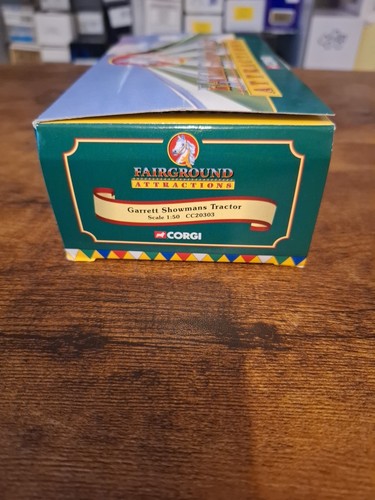 FAIRGROUND
ATTRACTIONS
Garrett Showmans Tractor
Scale 1:50 CC20303
CORGI